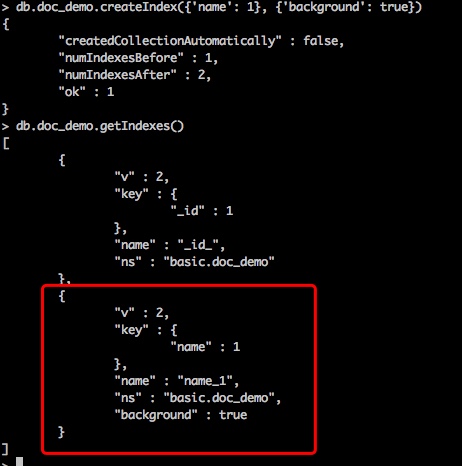 > db.doc_demo.createIndex({'name': 1}, {'background': true})
{
"createdCollectionAutomatically" : false,
"numIndexesBefore" : 1,
"numIndexesAfter" : 2,
"ok" : 1
}
> db.doc_demo.getIndexes()
[
{
"v" : 2,
"key" : {
"_id" : 1
},
"name" : "_id_",
"ns" : "basic.doc_demo"
},
{
"v" : 2,
"key" : {
"name" : 1
},
"name" : "name_1",
"ns" : "basic.doc_demo",
"background" : true
}
]
>